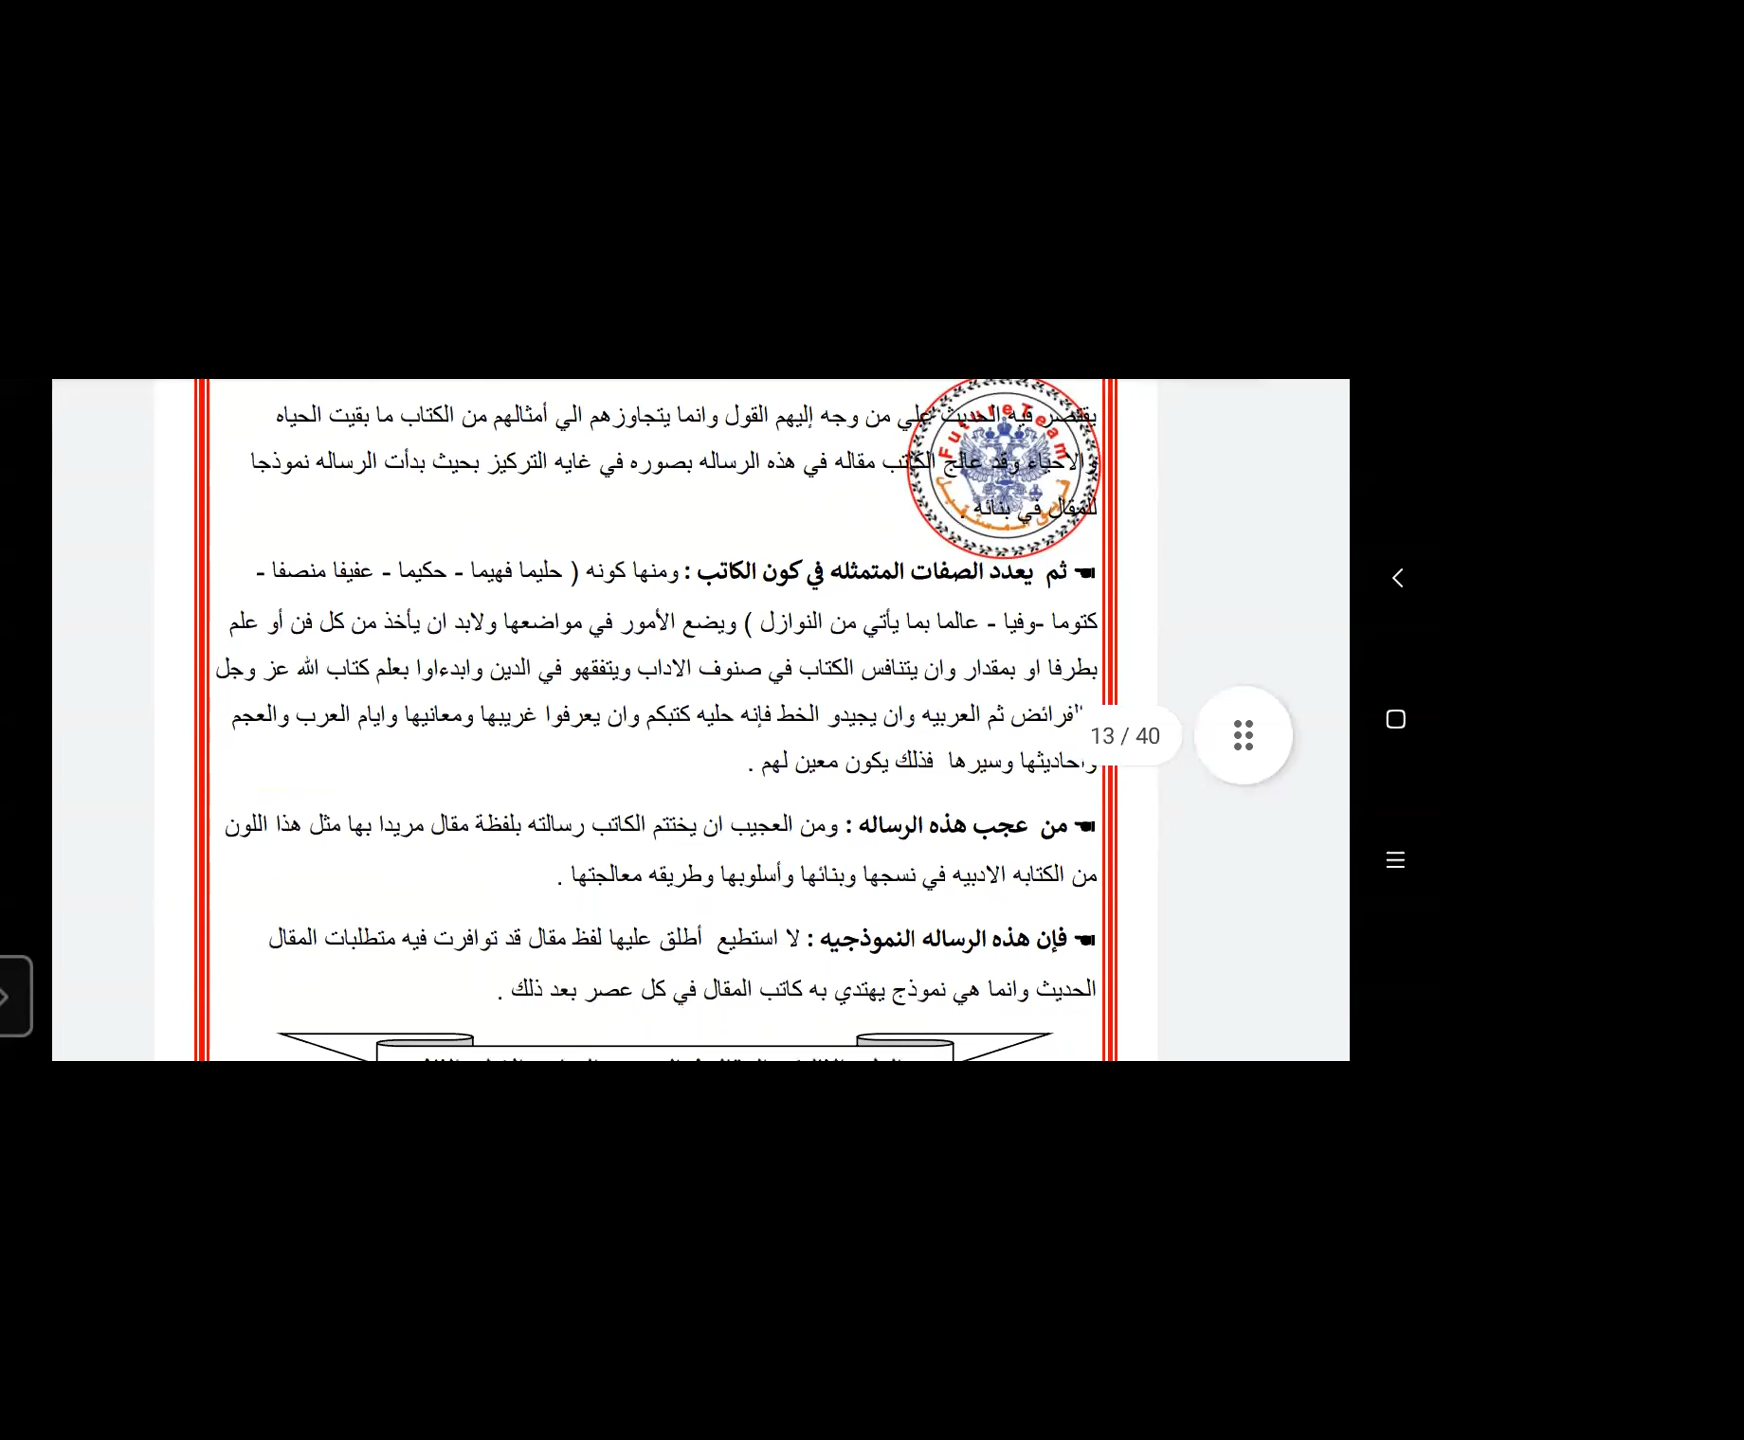 يقتصر فيه الحديث علي من وجه إليهم القول وانما يتجاوزهم الي أمثالهم من الكتاب ما بقيت الحياه
والاحياء وقد عالج الكاتب مقاله في هذه الرساله بصوره في غايه التركيز بحيث بدأت الرساله نموذجا
للمقال في بنائه .
FutureTeam
فريق المستقبل
ثم يعدد الصفات المتمثله في كون الكاتب : ومنها كونه ( حليما فهيما - حكيما - عفيفا منصفا -
كتوما -وفيا - عالما بما يأتي من النوازل ) ويضع الأمور في مواضعها ولابد ان يأخذ من كل فن أو علم
بطرفا او بمقدار وان يتنافس الكتاب في صنوف الاداب ويتفقهو في الدين وابدءاوا بعلم كتاب الله عز وجل
الفرائض ثم العربيه وان يجيدو الخط فإنه حليه كتبكم وان يعرفوا غريبها ومعانيها وايام العرب والعجم
واحاديثها وسيرها فذلك يكون معين لهم .
13 / 40
من عجب هذه الرساله : ومن العجيب ان يختتم الكاتب رسالته بلفظة مقال مريدا بها مثل هذا اللون
من الكتابه الادبيه في نسجها وبنائها وأسلوبها وطريقه معالجتها .
فإن هذه الرساله النموذجيه : لا استطيع أطلق عليها لفظ مقال قد توافرت فيه متطلبات المقال
الحديث وانما هي نموذج يهتدي به كاتب المقال في كل عصر بعد ذلك .